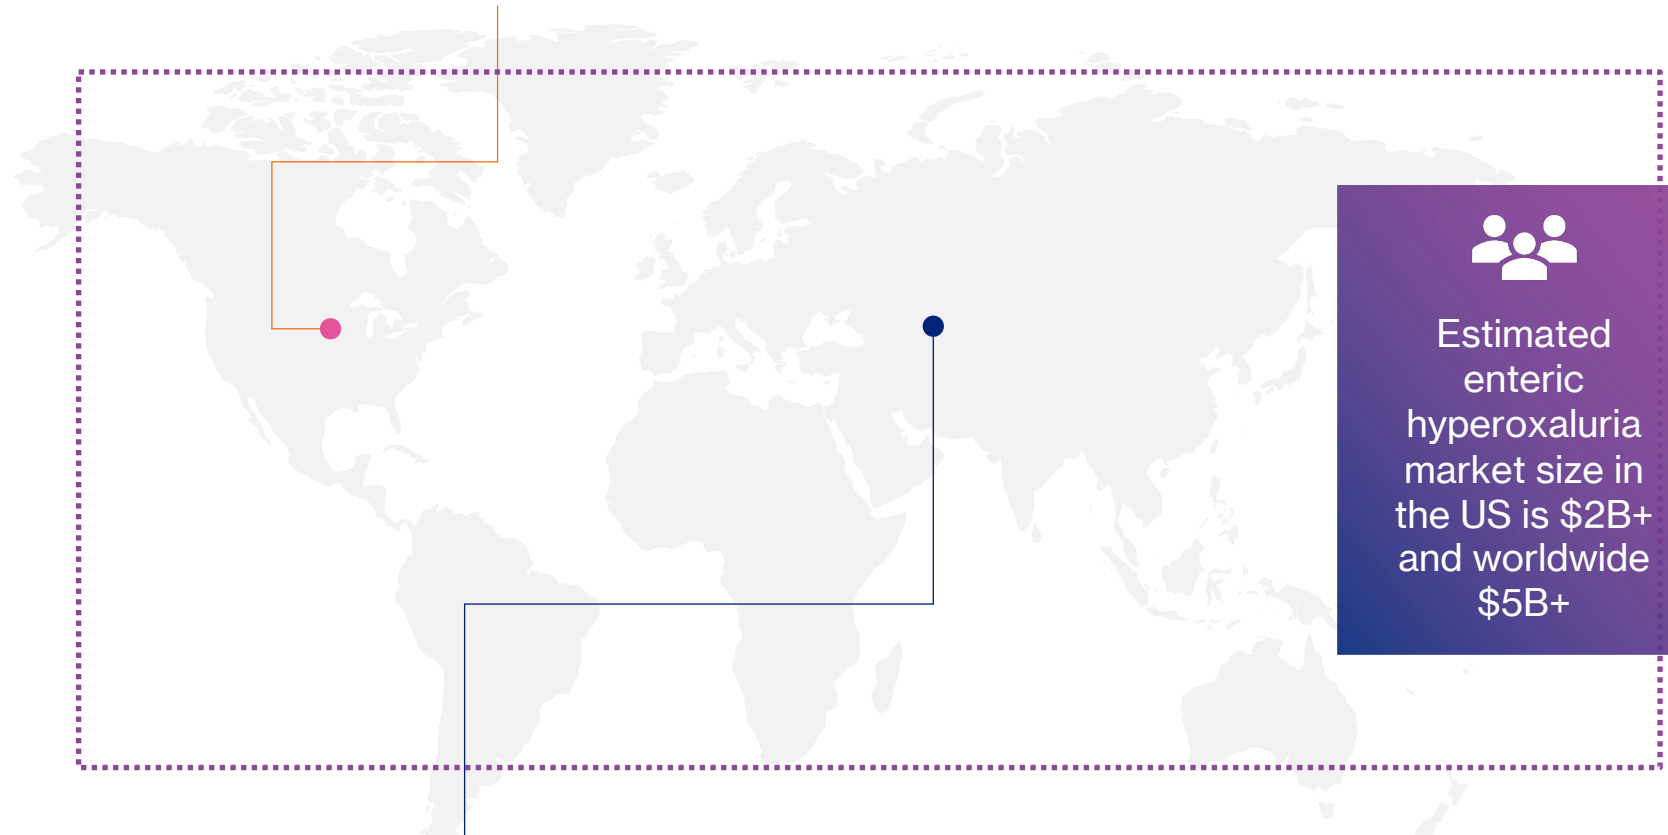 Estimated
enteric
hyperoxaluria
market size in
the US is $2B+
and worldwide
$5B+